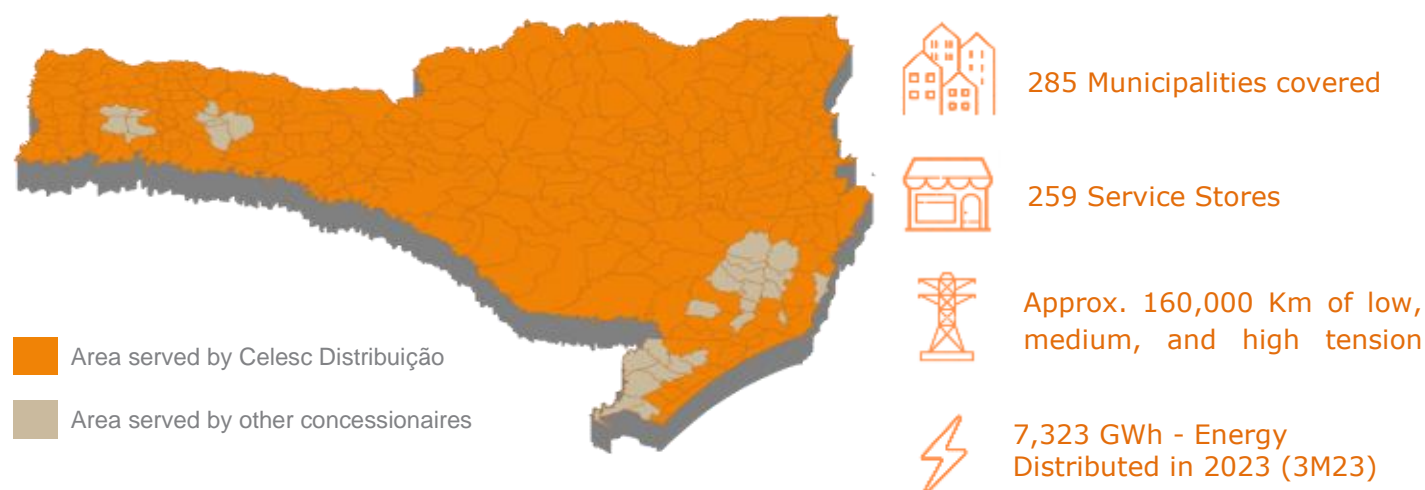 285 Municipalities covered
259 Service Stores
Approx. 160,000 Km of low,
medium, and high tension
7,323 GWh - Energy
Distributed in 2023 (3M23)
Area served by Celesc Distribuição
Area served by other concessionaires